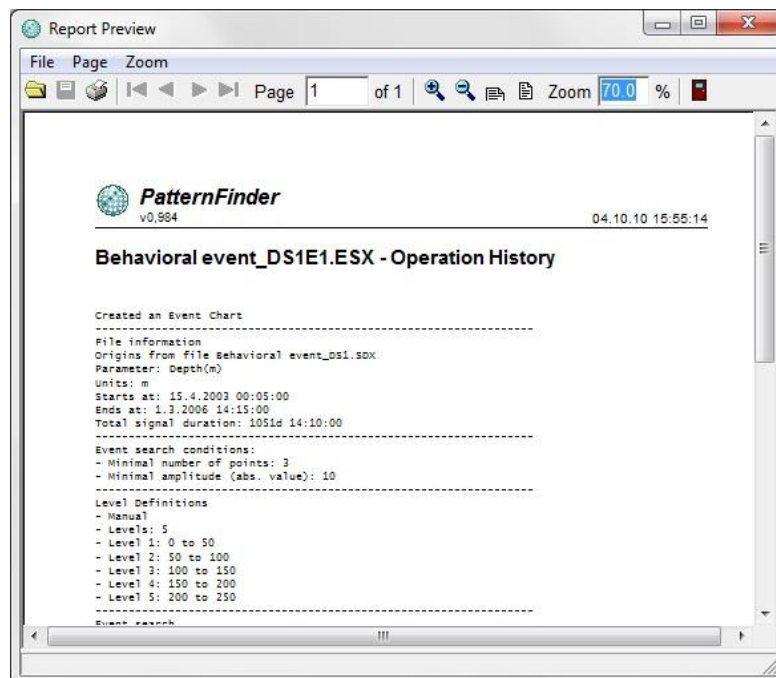 Report Preview
File Page Zoom
Page 1 of 1 Zoom 70.0 %
PatternFinder
v0,984
04.10.10 15:55:14
Behavioral event_DS1E1.ESX - Operation History
Created an Event Chart
--------------------------------------------------------------------------------
File information
Origins from file Behavioral event_DS1.SDX
Parameter: Depth(m)
Units: m
Starts at: 15.4.2003 00:05:00
Ends at: 1.3.2006 14:15:00
Total signal duration: 1051d 14:10:00
--------------------------------------------------------------------------------
Event search conditions:
- Minimal number of points: 3
- Minimal amplitude (abs. value): 10
--------------------------------------------------------------------------------
Level Definitions
- Manual
- Levels: 5
- Level 1: 0 to 50
- Level 2: 50 to 100
- Level 3: 100 to 150
- Level 4: 150 to 200
- Level 5: 200 to 250
--------------------------------------------------------------------------------
Event search